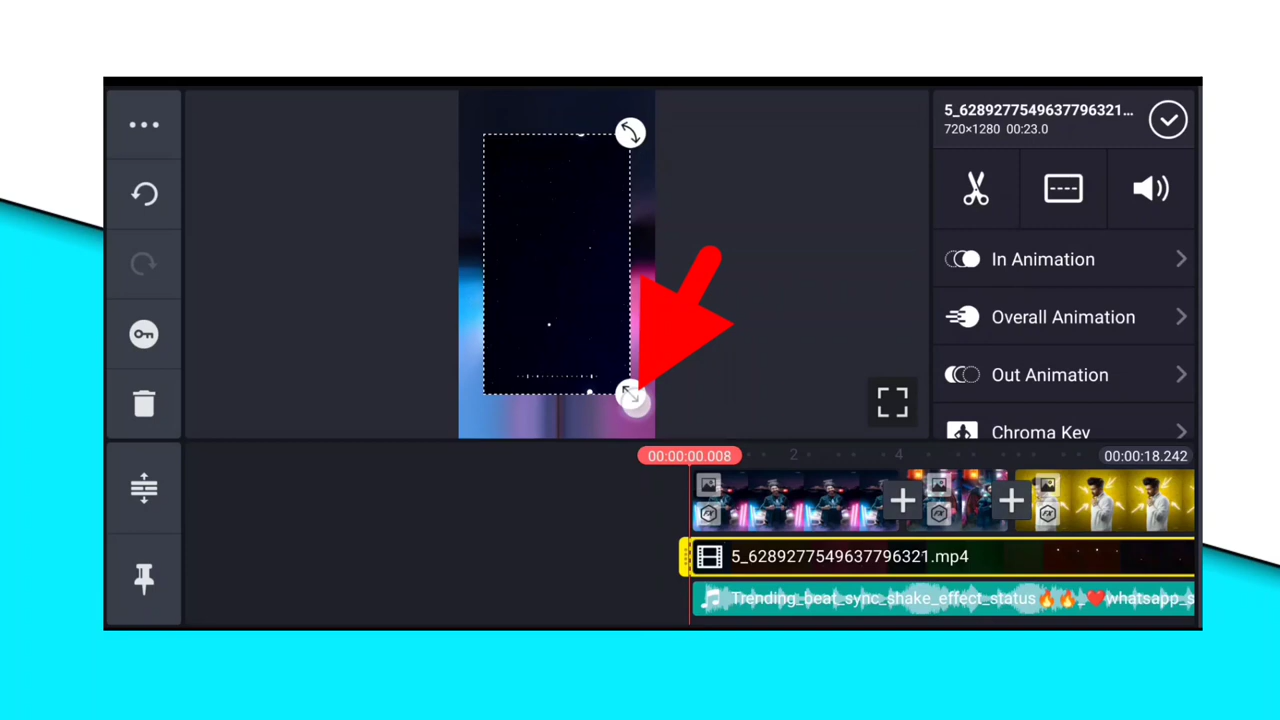 5_6289277549637796321...
720×1280 00:23.0
In Animation
Overall Animation
Out Animation
Chroma Key
00:00:00.008
2
4
00:00:18.242
5_6289277549637796321.mp4
Trending_beat_sync_shake_effect_status🔥🔥_❤️whatsapp_s